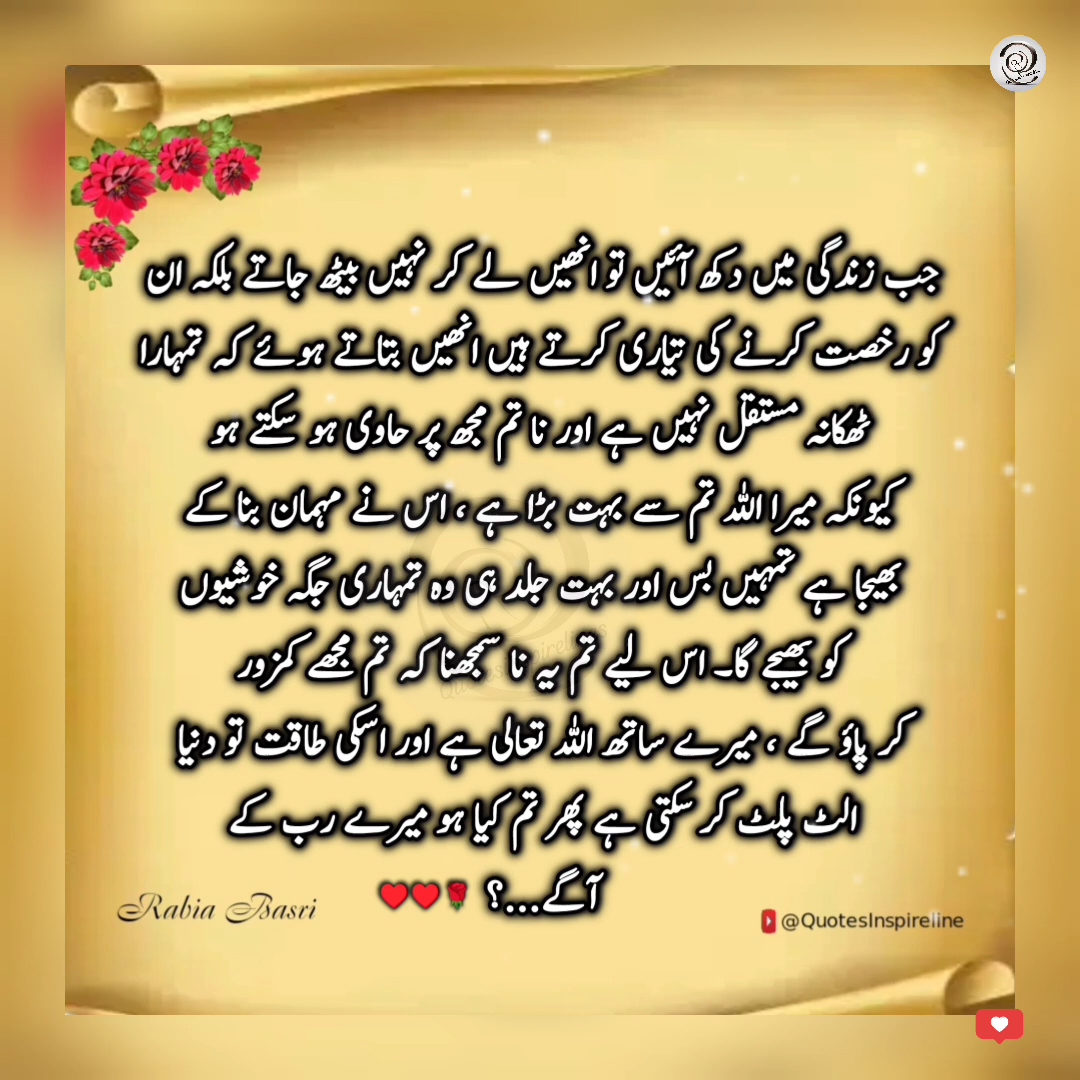 جب زندگی میں دکھ آئیں تو انھیں لے کر نہیں بیٹھ جاتے بلکہ ان
کو رخصت کرنے کی تیاری کرتے ہیں انھیں بتاتے ہوئے کہ تمہارا
ٹھکانہ مستقل نہیں ہے اور نا تم مجھ پر حاوی ہو سکتے ہو
کیونکہ میرا اللہ تم سے بہت بڑا ہے ، اس نے مہمان بنا کے
بھیجا ہے تمہیں بس اور بہت جلد ہی وہ تمہاری جگہ خوشیوں
کو بھیجے گا۔ اس لیے تم یہ نا سمجھنا کہ تم مجھے کمزور
کر پاؤ گے ، میرے ساتھ اللہ تعالی ہے اور اسکی طاقت تو دنیا
الٹ پلٹ کر سکتی ہے پھر تم کیا ہو میرے رب کے
آگے...؟ 🌹♥️♥️
Rabia Basri
@QuotesInspireline